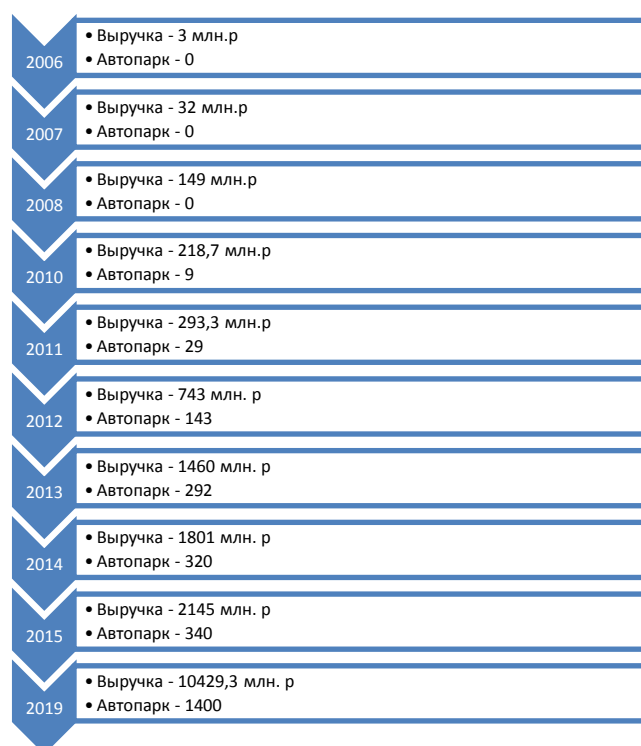 2006
• Выручка - 3 млн.р
• Автопарк - 0
2007
• Выручка - 32 млн.р
• Автопарк - 0
2008
• Выручка - 149 млн.р
• Автопарк - 0
2010
• Выручка - 218,7 млн.р
• Автопарк - 9
2011
• Выручка - 293,3 млн.р
• Автопарк - 29
2012
• Выручка - 743 млн. р
• Автопарк - 143
2013
• Выручка - 1460 млн. р
• Автопарк - 292
2014
• Выручка - 1801 млн. р
• Автопарк - 320
2015
• Выручка - 2145 млн. р
• Автопарк - 340
2019
• Выручка - 10429,3 млн. р
• Автопарк - 1400